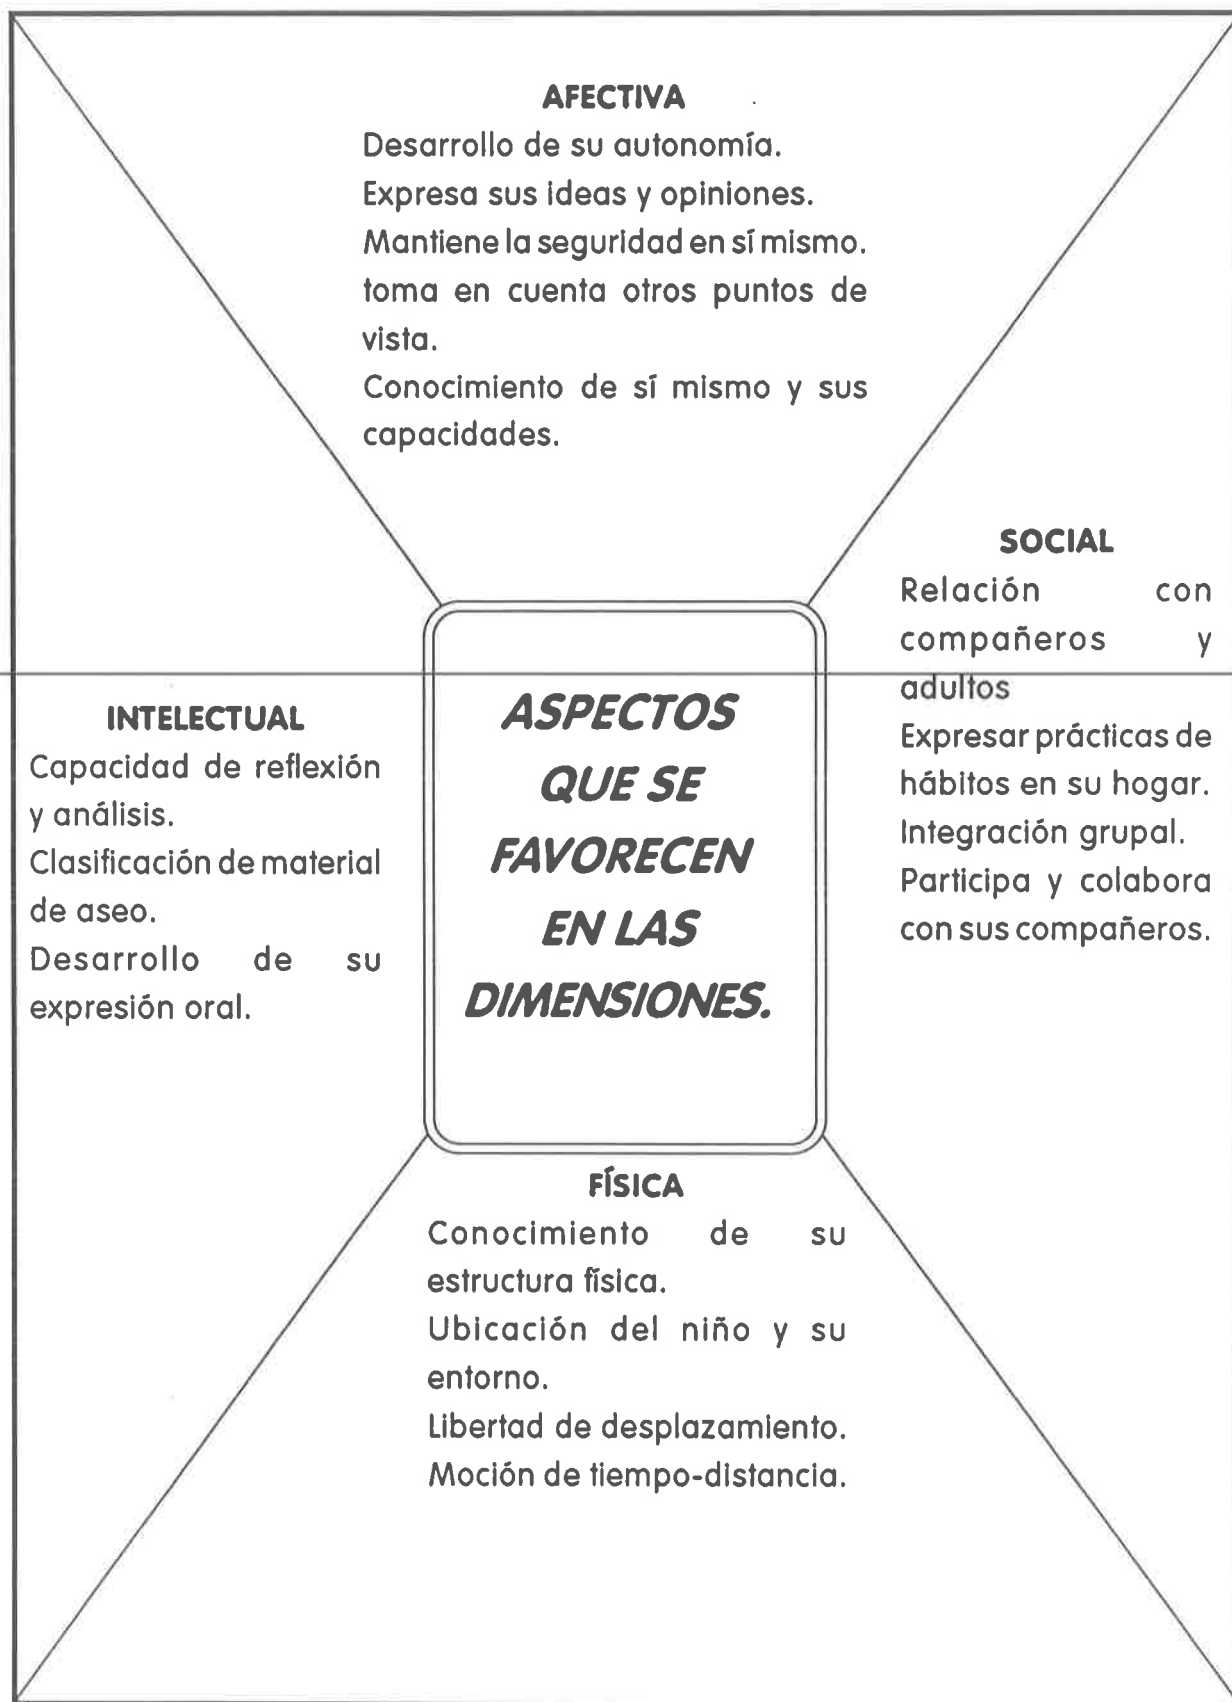 AFECTIVA
Desarrollo de su autonomía.
Expresa sus ideas y opiniones.
Mantiene la seguridad en sí mismo.
toma en cuenta otros puntos de
vista.
Conocimiento de sí mismo y sus
capacidades.
SOCIAL
Relación con
compañeros y
adultos
Expresar prácticas de
hábitos en su hogar.
Integración grupal.
Participa y colabora
con sus compañeros.
INTELECTUAL
Capacidad de reflexión
y análisis.
Clasificación de material
de aseo.
Desarrollo de su
expresión oral.
ASPECTOS
QUE SE
FAVORECEN
EN LAS
DIMENSIONES.
FÍSICA
Conocimiento de su
estructura física.
Ubicación del niño y su
entorno.
Libertad de desplazamiento.
Moción de tiempo-distancia.